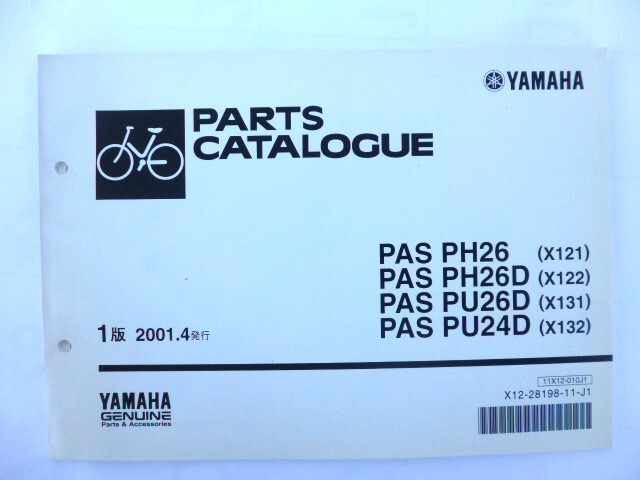 YAMAHA
PARTS
CATALOGUE
PAS PH26 (X121)
PAS PH26D (X122)
PAS PU26D (X131)
PAS PU24D (X132)
1版 2001.4発行
11X12-010J1
X12-28198-11-J1
YAMAHA
GENUINE
Parts & Accessories